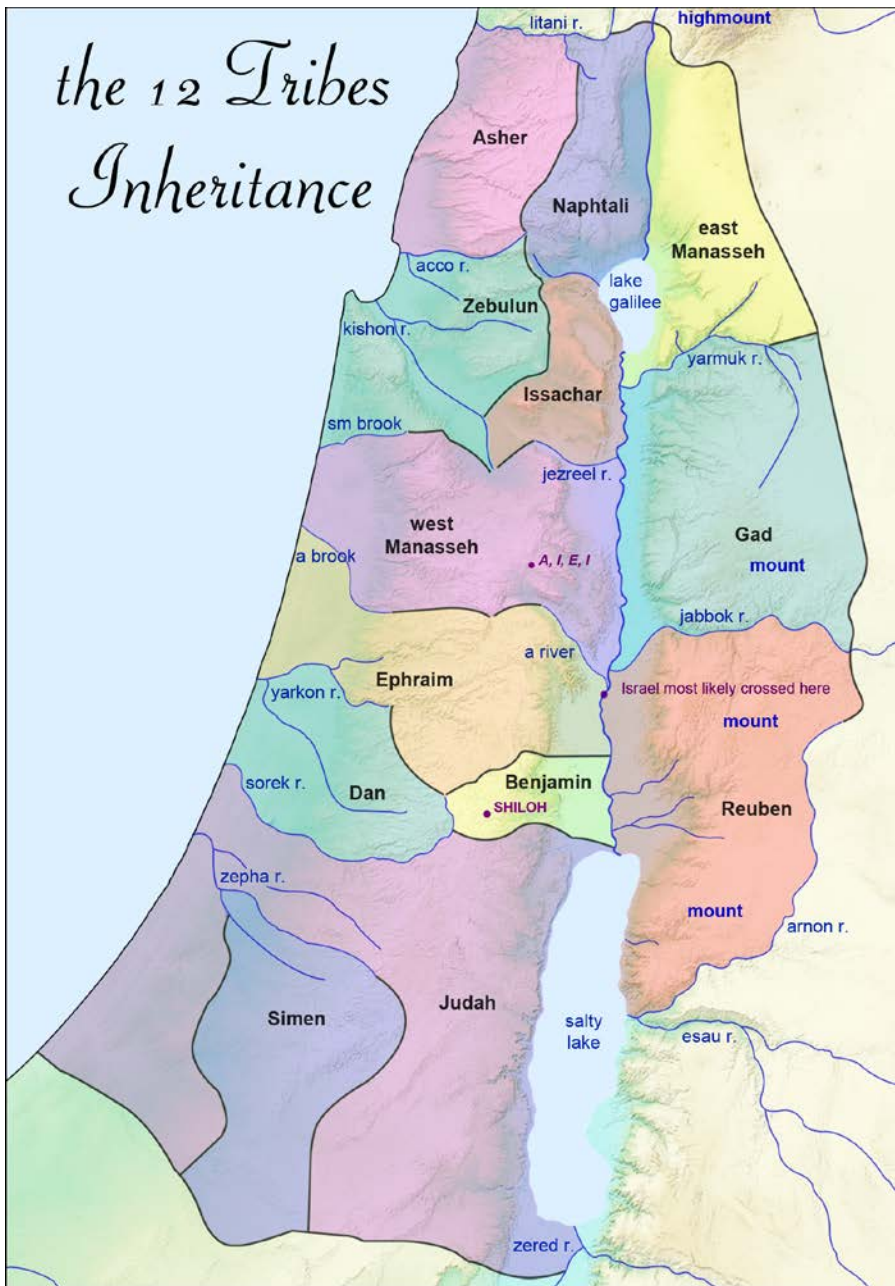 the 12 Tribes
Inheritance
litani r.
highmount
Asher
Naphtali
east
Manasseh
acco r.
lake
galilee
Zebulun
kishon r.
yarmuk r.
Issachar
sm brook
jezreel r.
west
Manasseh
Gad
a brook
A, I, E, I
mount
jabbok r.
a river
Ephraim
Israel most likely crossed here
yarkon r.
mount
sorek r.
Dan
Benjamin
SHILOH
Reuben
zepha r.
mount
arnon r.
Simen
Judah
salty
lake
esau r.
zered r.